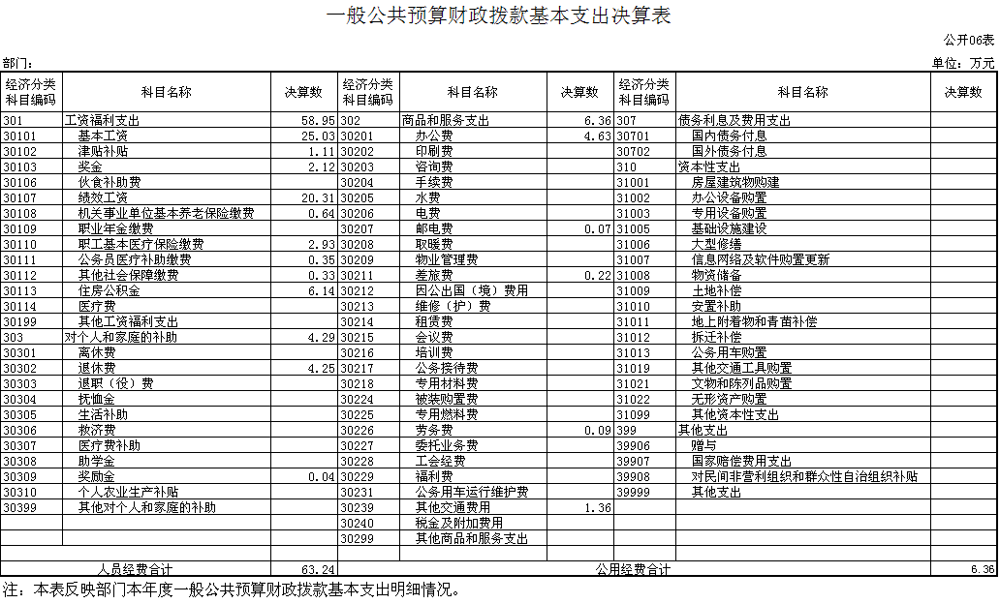 一般公共预算财政拨款基本支出决算表
公开06表
部门: 单位: 万元
经济分类科目编码 科目名称 决算数 经济分类科目编码 科目名称 决算数 经济分类科目编码 科目名称 决算数
301 工资福利支出 58.95 302 商品和服务支出 6.36 307 债务利息及费用支出
30101 基本工资 25.03 30201 办公费 4.63 30701 国内债务付息
30102 津贴补贴 1.11 30202 印刷费 30702 国外债务付息
30103 奖金 2.12 30203 咨询费 310 资本性支出
30106 伙食补助费 30204 手续费 31001 房屋建筑物购建
30107 绩效工资 20.31 30205 水费 31002 办公设备购置
30108 机关事业单位基本养老保险缴费 0.64 30206 电费 31003 专用设备购置
30109 职业年金缴费 30207 邮电费 0.07 31005 基础设施建设
30110 职工基本医疗保险缴费 2.93 30208 取暖费 31006 大型修缮
30111 公务员医疗补助缴费 0.35 30209 物业管理费 31007 信息网络及软件购置更新
30112 其他社会保障缴费 0.33 30211 差旅费 0.22 31008 物资储备
30113 住房公积金 6.14 30212 因公出国（境）费用 31009 土地补偿
30114 医疗费 30213 维修（护）费 31010 安置补助
30199 其他工资福利支出 30214 租赁费 31011 地上附着物和青苗补偿
303 对个人和家庭的补助 4.29 30215 会议费 31012 拆迁补偿
30301 离休费 30216 培训费 31013 公务用车购置
30302 退休费 4.25 30217 公务接待费 31019 其他交通工具购置
30303 退职（役）费 30218 专用材料费 31021 文物和陈列品购置
30304 抚恤金 30224 被装购置费 31022 无形资产购置
30305 生活补助 30225 专用燃料费 31099 其他资本性支出
30306 救济费 30226 劳务费 0.09 399 其他支出
30307 医疗费补助 30227 委托业务费 39906 赠与
30308 助学金 30228 工会经费 39907 国家赔偿费用支出
30309 奖励金 0.04 30229 福利费 39908 对民间非营利组织和群众性自治组织补贴
30310 个人农业生产补贴 30231 公务用车运行维护费 39999 其他支出
30399 其他对个人和家庭的补助 30239 其他交通费用 1.36
30240 税金及附加费用
30299 其他商品和服务支出
人员经费合计 63.24 公用经费合计 6.36
注: 本表反映部门本年度一般公共预算财政拨款基本支出明细情况。